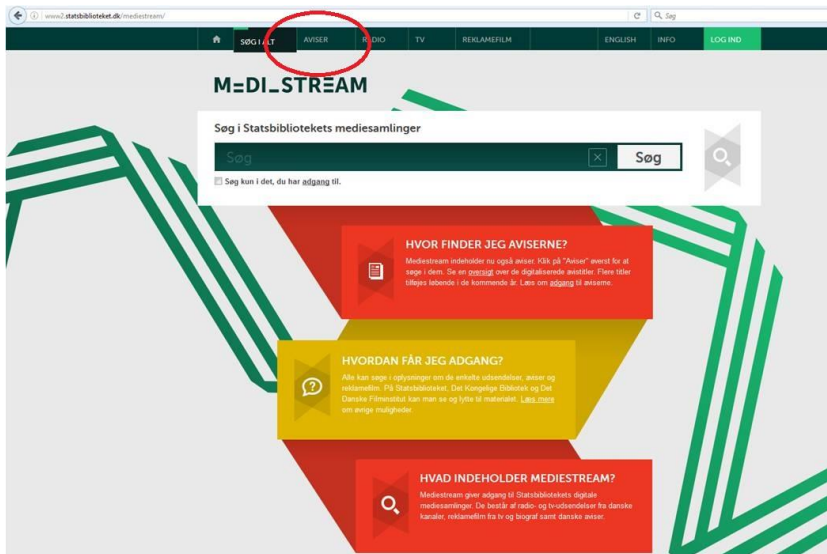 www2.statsbiblioteket.dk/mediestream/
Søg
SØG I ALT AVISER RADIO TV REKLAMEFILM ENGLISH INFO LOG IND
MEDI_STREAM
Søg i Statsbibliotekets mediesamlinger
Søg Søg
Søg kun i det, du har adgang til.
HVOR FINDER JEG AVISERNE?
Mediestream indeholder nu også aviser. Klik på "Aviser" øverst for at
søge i dem. Se en oversigt over de digitaliserede avistitler. Flere titler
tilføjes løbende i de kommende år. Læs om adgang til aviserne.
HVORDAN FÅR JEG ADGANG?
Alle kan søge i oplysninger om de enkelte udsendelser, aviser og
reklamefilm. På Statsbiblioteket, Det Kongelige Bibliotek og Det
Danske Filminstitut kan man se og lytte til materialet. Læs mere
om øvrige muligheder.
HVAD INDEHOLDER MEDIESTREAM?
Mediestream giver adgang til Statsbibliotekets digitale
mediesamlinger. De består af radio- og tv-udsendelser fra danske
kanaler, reklamefilm fra tv og biograf samt danske aviser.